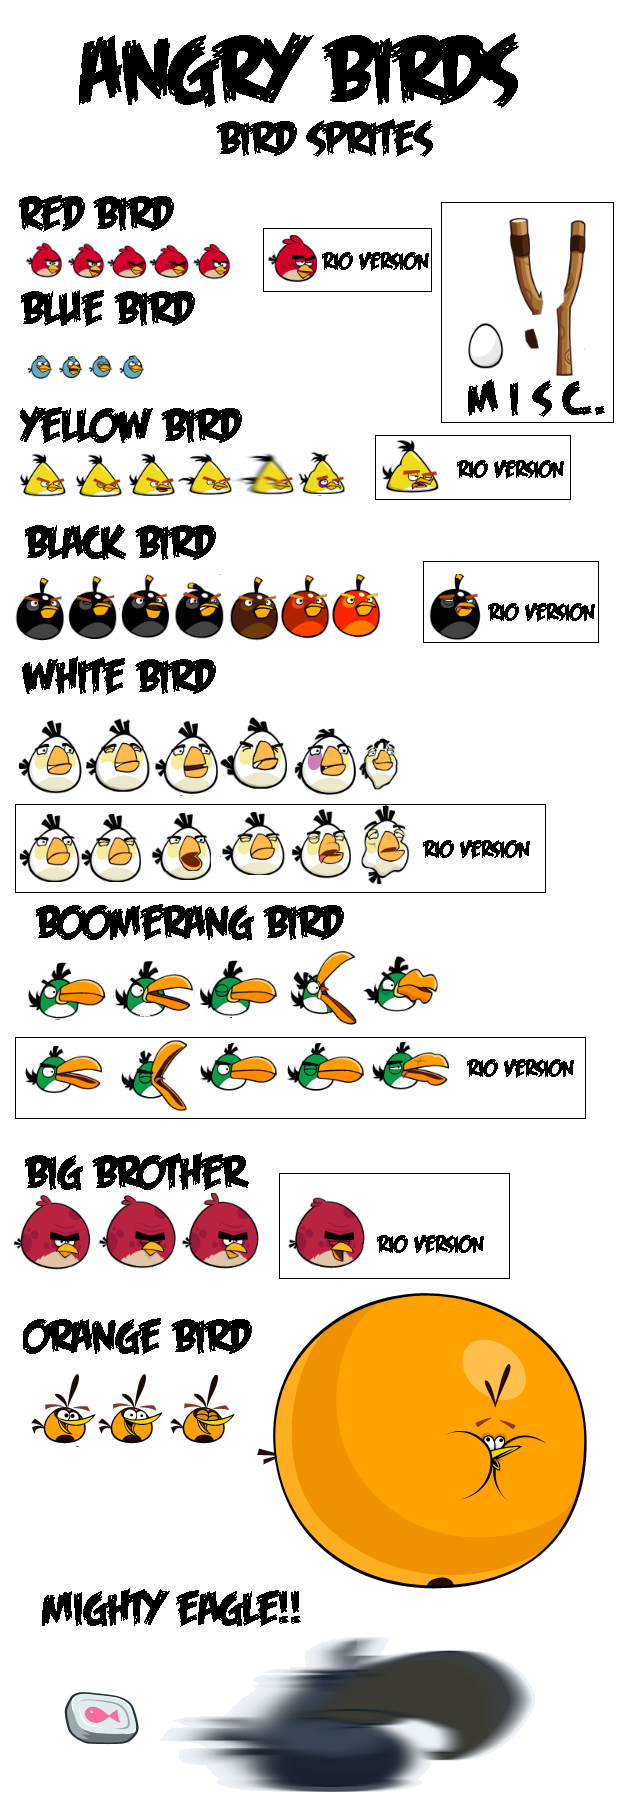 ANGRY BIRDS
BIRD SPRITES
RED BIRD
RIO VERSION
BLUE BIRD
MISC..
YELLOW BIRD
RIO VERSION
BLACK BIRD
RIO VERSION
WHITE BIRD
RIO VERSION
BOOMERANG BIRD
RIO VERSION
BIG BROTHER
RIO VERSION
ORANGE BIRD
MIGHTY EAGLE!!